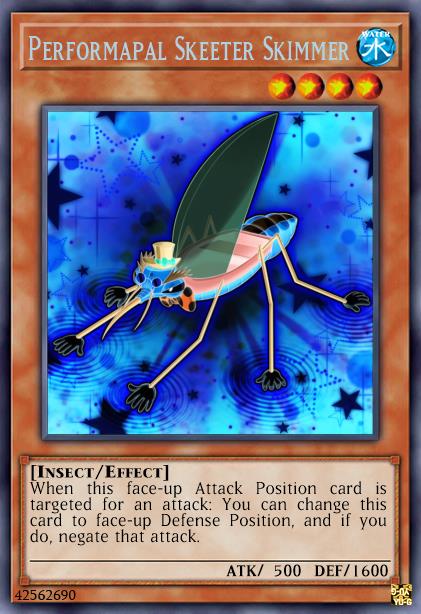 PERFORMAPAL SKEETER SKIMMER
WATER
水
[INSECT/EFFECT]
When this face-up Attack Position card is
targeted for an attack: You can change this
card to face-up Defense Position, and if you
do, negate that attack.
ATK/ 500 DEF/1600
42562690